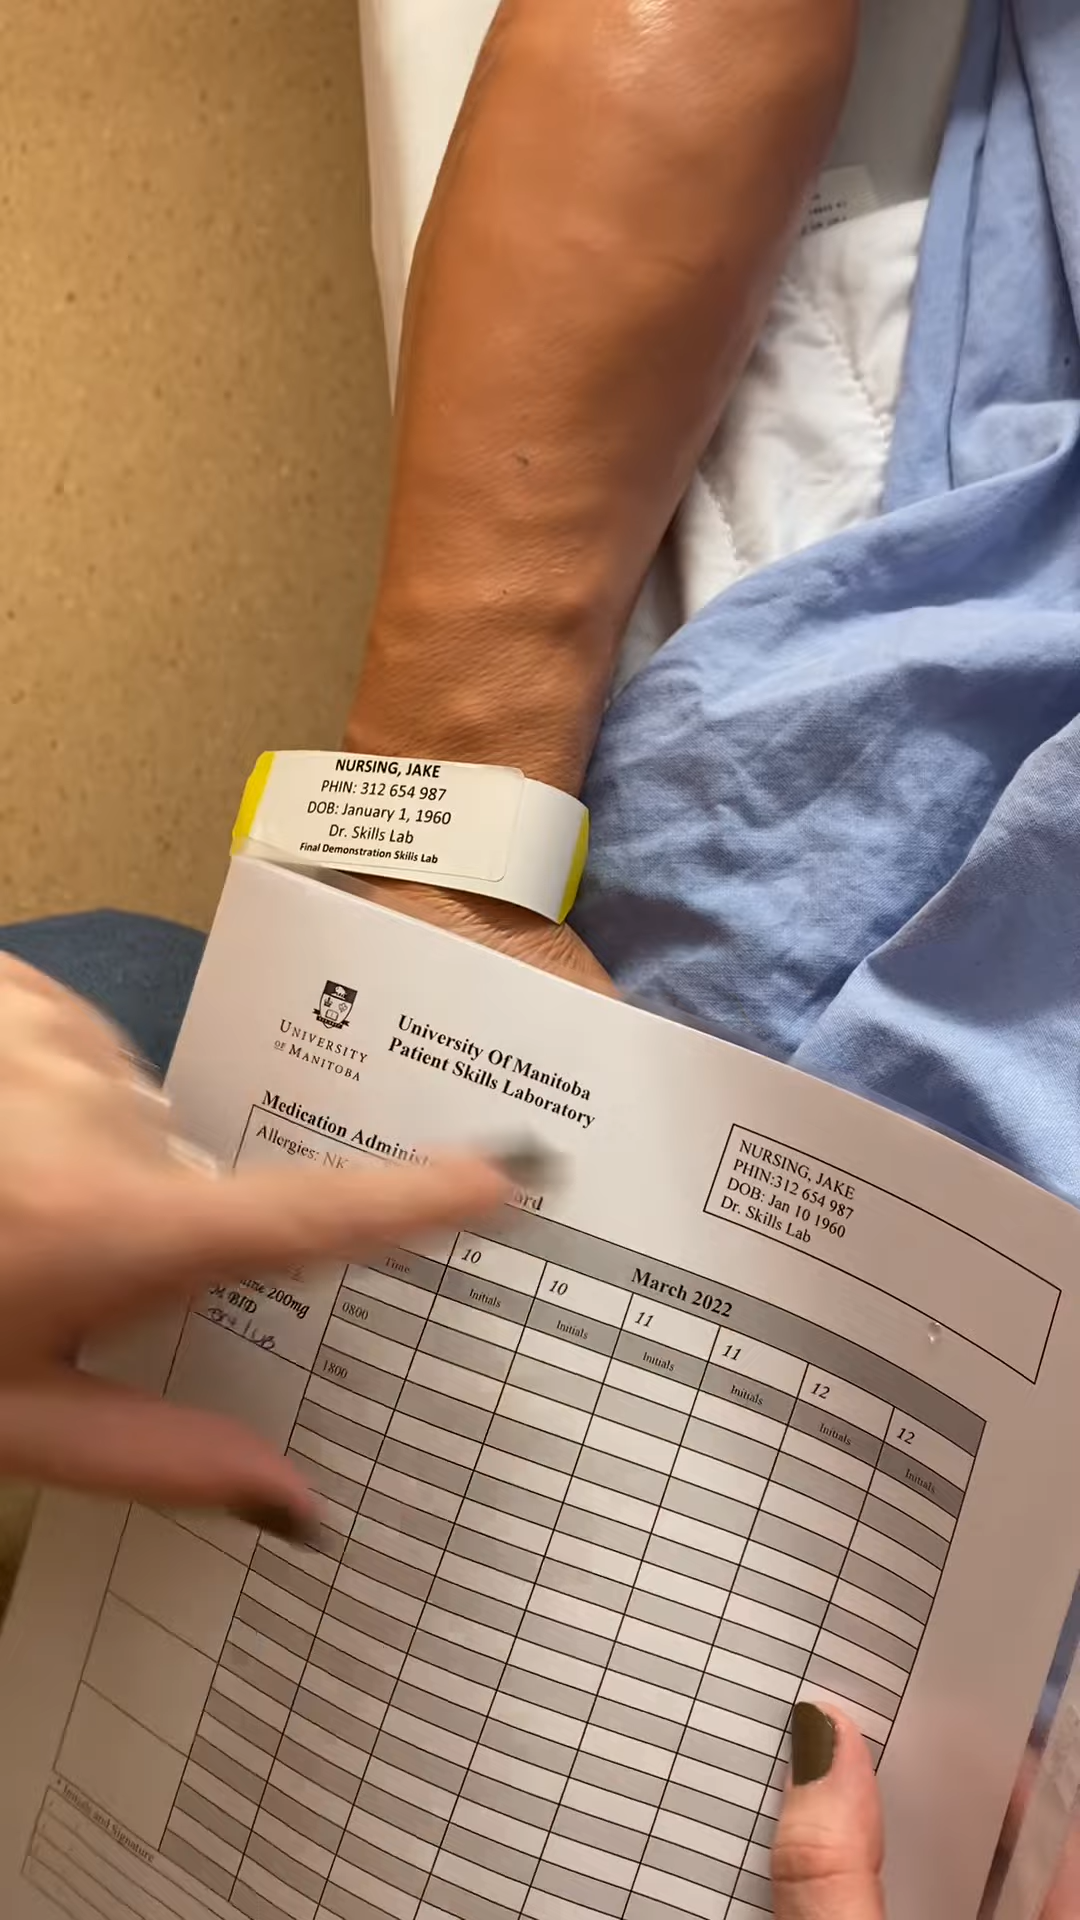 NURSING, JAKE
PHIN: 312 654 987
DOB: January 1, 1960
Dr. Skills Lab
Final Demonstration Skills Lab
UNIVERSITY
OF MANITOBA
University Of Manitoba
Patient Skills Laboratory
Medication Administ
ord
Allergies: NK
NURSING, JAKE
PHIN:312 654 987
DOB: Jan 10 1960
Dr. Skills Lab
March 2022
10 10 11 11 12 12
Time Initials Initials Initials Initials Initials Initials
200mg
BID
0800
1800
* Initials and Signature